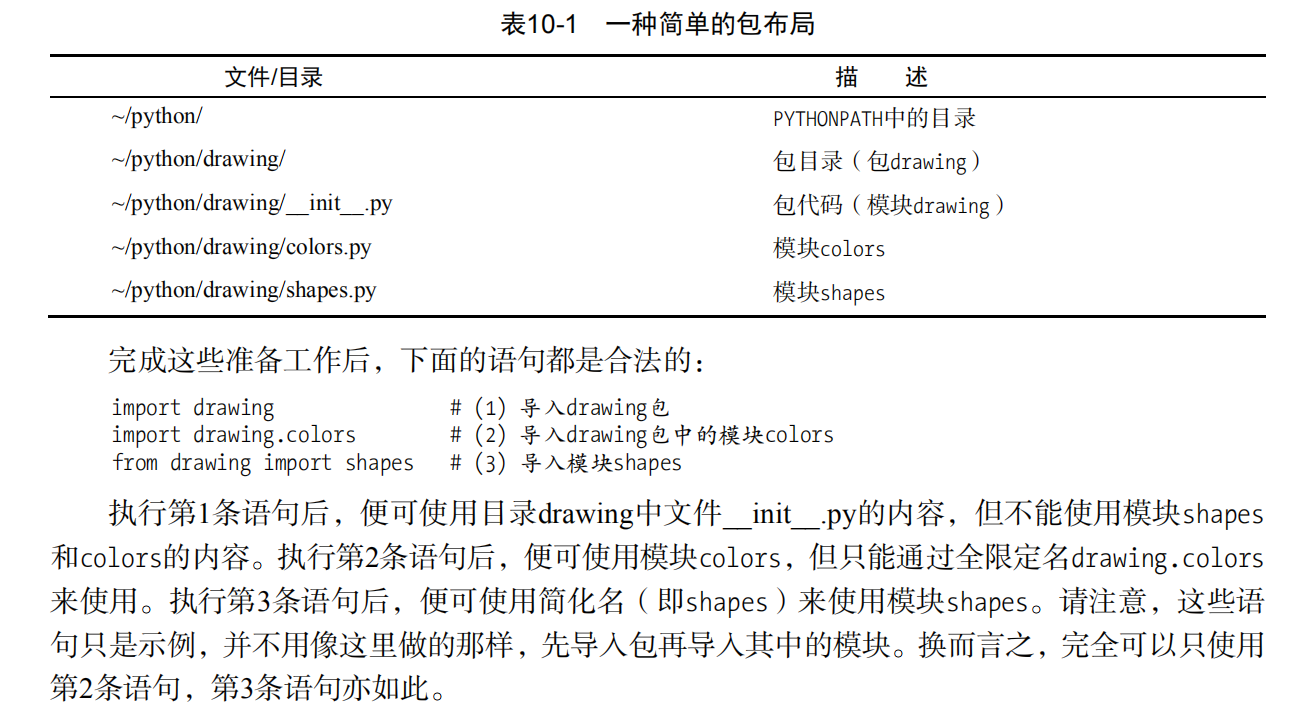 表10-1 一种简单的包布局
文件/目录 描 述
~/python/ PYTHONPATH中的目录
~/python/drawing/ 包目录（包drawing）
~/python/drawing/__init__.py 包代码（模块drawing）
~/python/drawing/colors.py 模块colors
~/python/drawing/shapes.py 模块shapes
完成这些准备工作后，下面的语句都是合法的：
import drawing # (1) 导入drawing包
import drawing.colors # (2) 导入drawing包中的模块colors
from drawing import shapes # (3) 导入模块shapes
执行第1条语句后，便可使用目录drawing中文件__init__.py的内容，但不能使用模块shapes
和colors的内容。执行第2条语句后，便可使用模块colors，但只能通过全限定名drawing.colors
来使用。执行第3条语句后，便可使用简化名（即shapes）来使用模块shapes。请注意，这些语
句只是示例，并不用像这里做的那样，先导入包再导入其中的模块。换而言之，完全可以只使用
第2条语句，第3条语句亦如此。